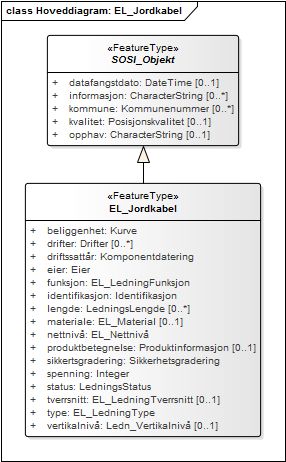 class Hoveddiagram: EL_Jordkabel
«FeatureType»
SOSI_Objekt
+ datafangstdato: DateTime [0..1]
+ informasjon: CharacterString [0..*]
+ kommune: Kommunenummer [0..*]
+ kvalitet: Posisjonskvalitet [0..1]
+ opphav: CharacterString [0..1]
«FeatureType»
EL_Jordkabel
+ beliggenhet: Kurve
+ drifter: Drifter [0..*]
+ driftssattår: Komponentdatering
+ eier: Eier
+ funksjon: EL_LedningFunksjon
+ identifikasjon: Identifikasjon
+ lengde: LedningsLengde [0..*]
+ materiale: EL_Material [0..1]
+ nettnivå: EL_Nettnivå
+ produktbetegnelse: Produktinformasjon [0..1]
+ sikkertsgradering: Sikkerhetsgradering
+ spenning: Integer
+ status: LedningsStatus
+ tverrsnitt: EL_LedningTverrsnitt [0..1]
+ type: EL_LedningType
+ vertikalnivå: Ledn_Vertikalnivå [0..1]